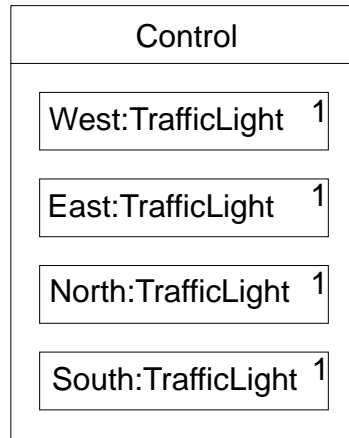 Control
West:TrafficLight 1
East:TrafficLight 1
North:TrafficLight 1
South:TrafficLight 1